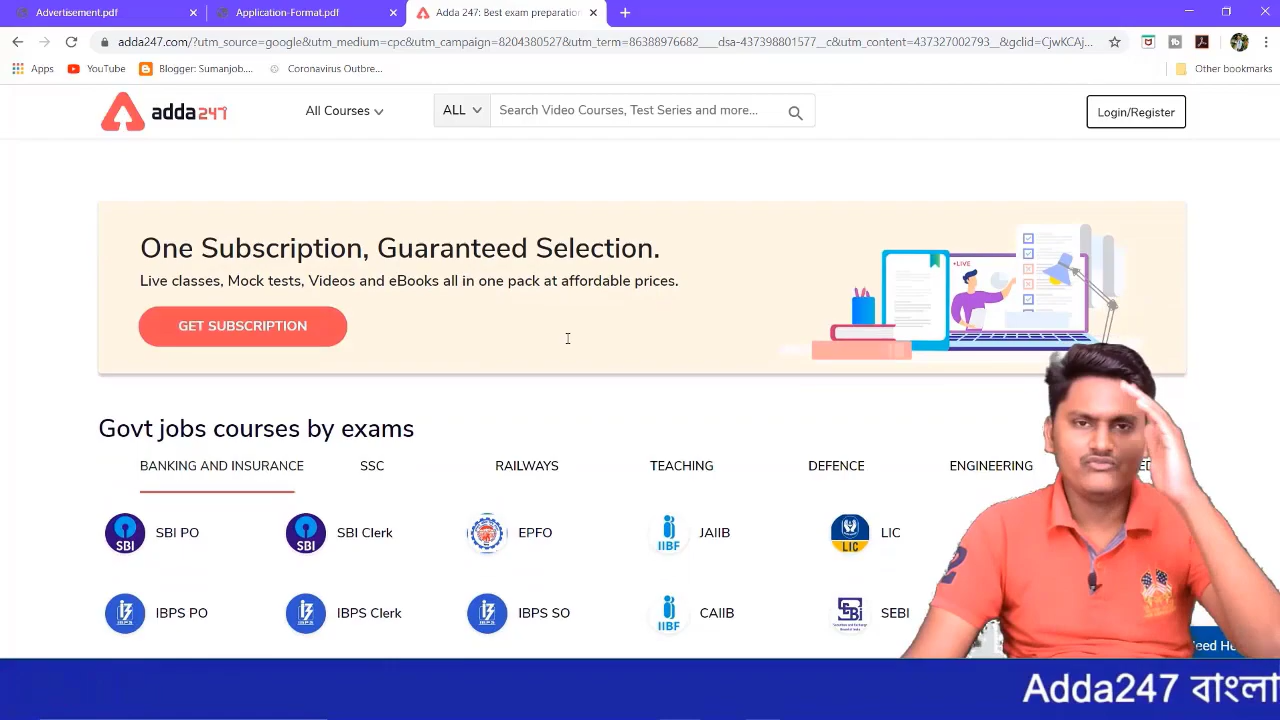 Advertisement.pdf
Application-Format.pdf
Adda 247: Best exam preparation
adda247.com/?utm_source=google&utm_medium=cpc&utm_campaign=8204380527&utm_term=86388976682___dsa-437398801577__c&utm_content=437327002793__&gclid=CjwKCAj...
Apps
YouTube
Blogger: Sumanjob....
Coronavirus Outbre...
Other bookmarks
adda247
All Courses
ALL
Search Video Courses, Test Series and more...
Login/Register
One Subscription, Guaranteed Selection.
Live classes, Mock tests, Videos and eBooks all in one pack at affordable prices.
GET SUBSCRIPTION
•LIVE
Govt jobs courses by exams
BANKING AND INSURANCE SSC RAILWAYS TEACHING DEFENCE ENGINEERING
SBI SBI PO
SBI SBI Clerk
EPFO
IIBF JAIIB
LIC LIC
IBPS IBPS PO
IBPS IBPS Clerk
IBPS IBPS SO
IIBF CAIIB
SEBI SEBI
Adda247 বাংলা